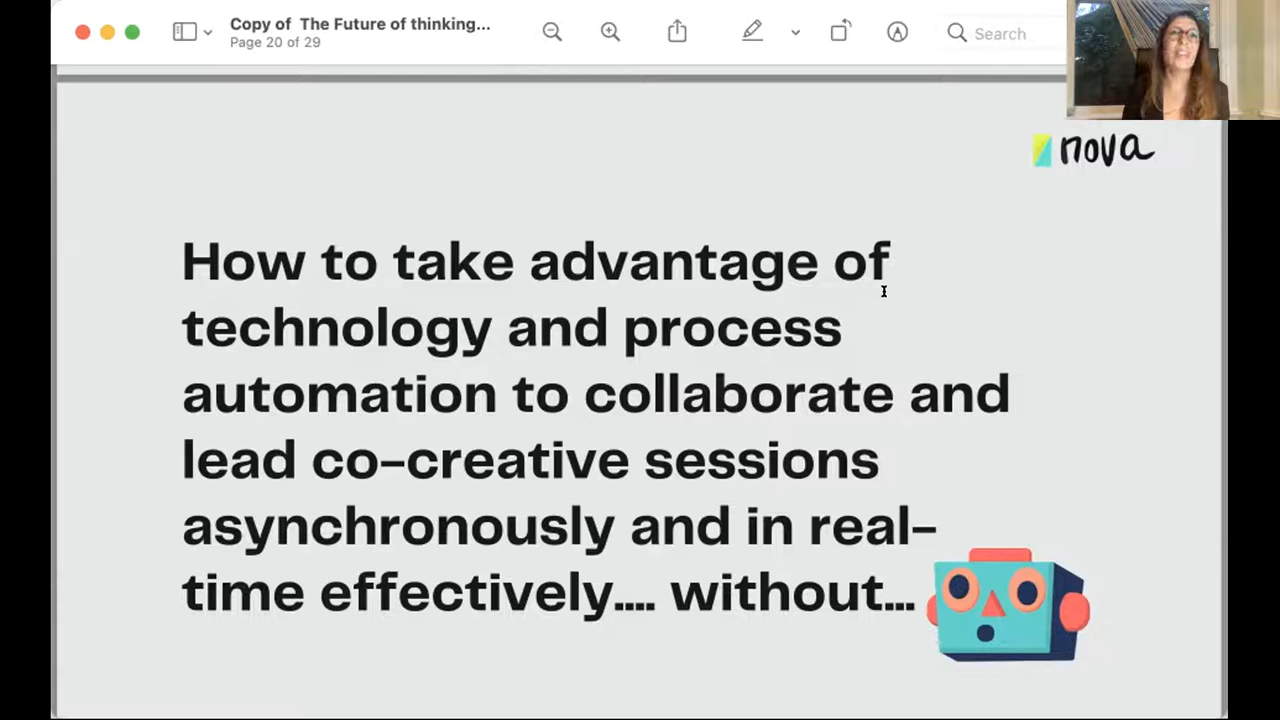 Copy of  The Future of thinking...
Page 20 of 29
Search
nova
How to take advantage of
technology and process
automation to collaborate and
lead co-creative sessions
asynchronously and in real-
time effectively.... without...